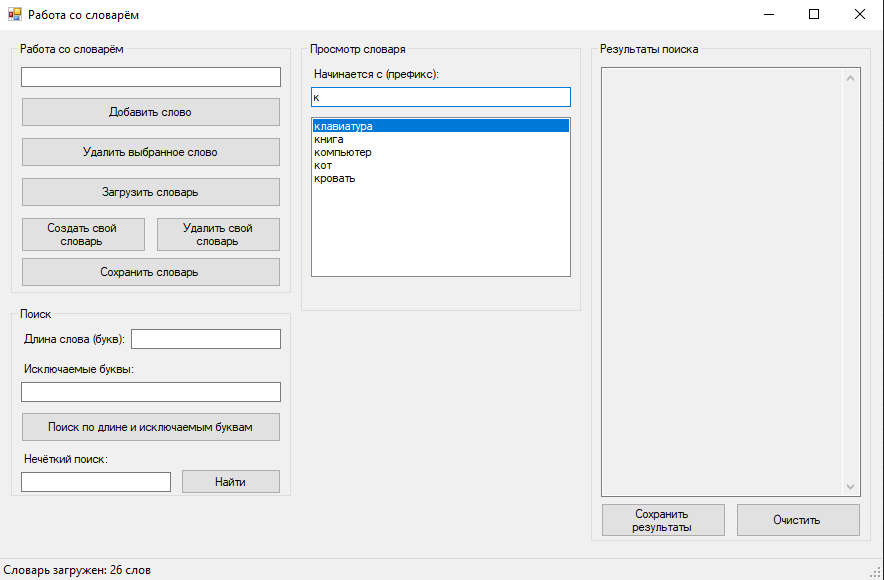 Работа со словарём
Работа со словарём
Добавить слово
Удалить выбранное слово
Загрузить словарь
Создать свой
словарь
Удалить свой
словарь
Сохранить словарь
Поиск
Длина слова (букв):
Исключаемые буквы:
Поиск по длине и исключаемым буквам
Нечёткий поиск:
Найти
Просмотр словаря
Начинается с (префикс):
к
клавиатура
книга
компьютер
кот
кровать
Результаты поиска
Сохранить
результаты
Очистить
Словарь загружен: 26 слов